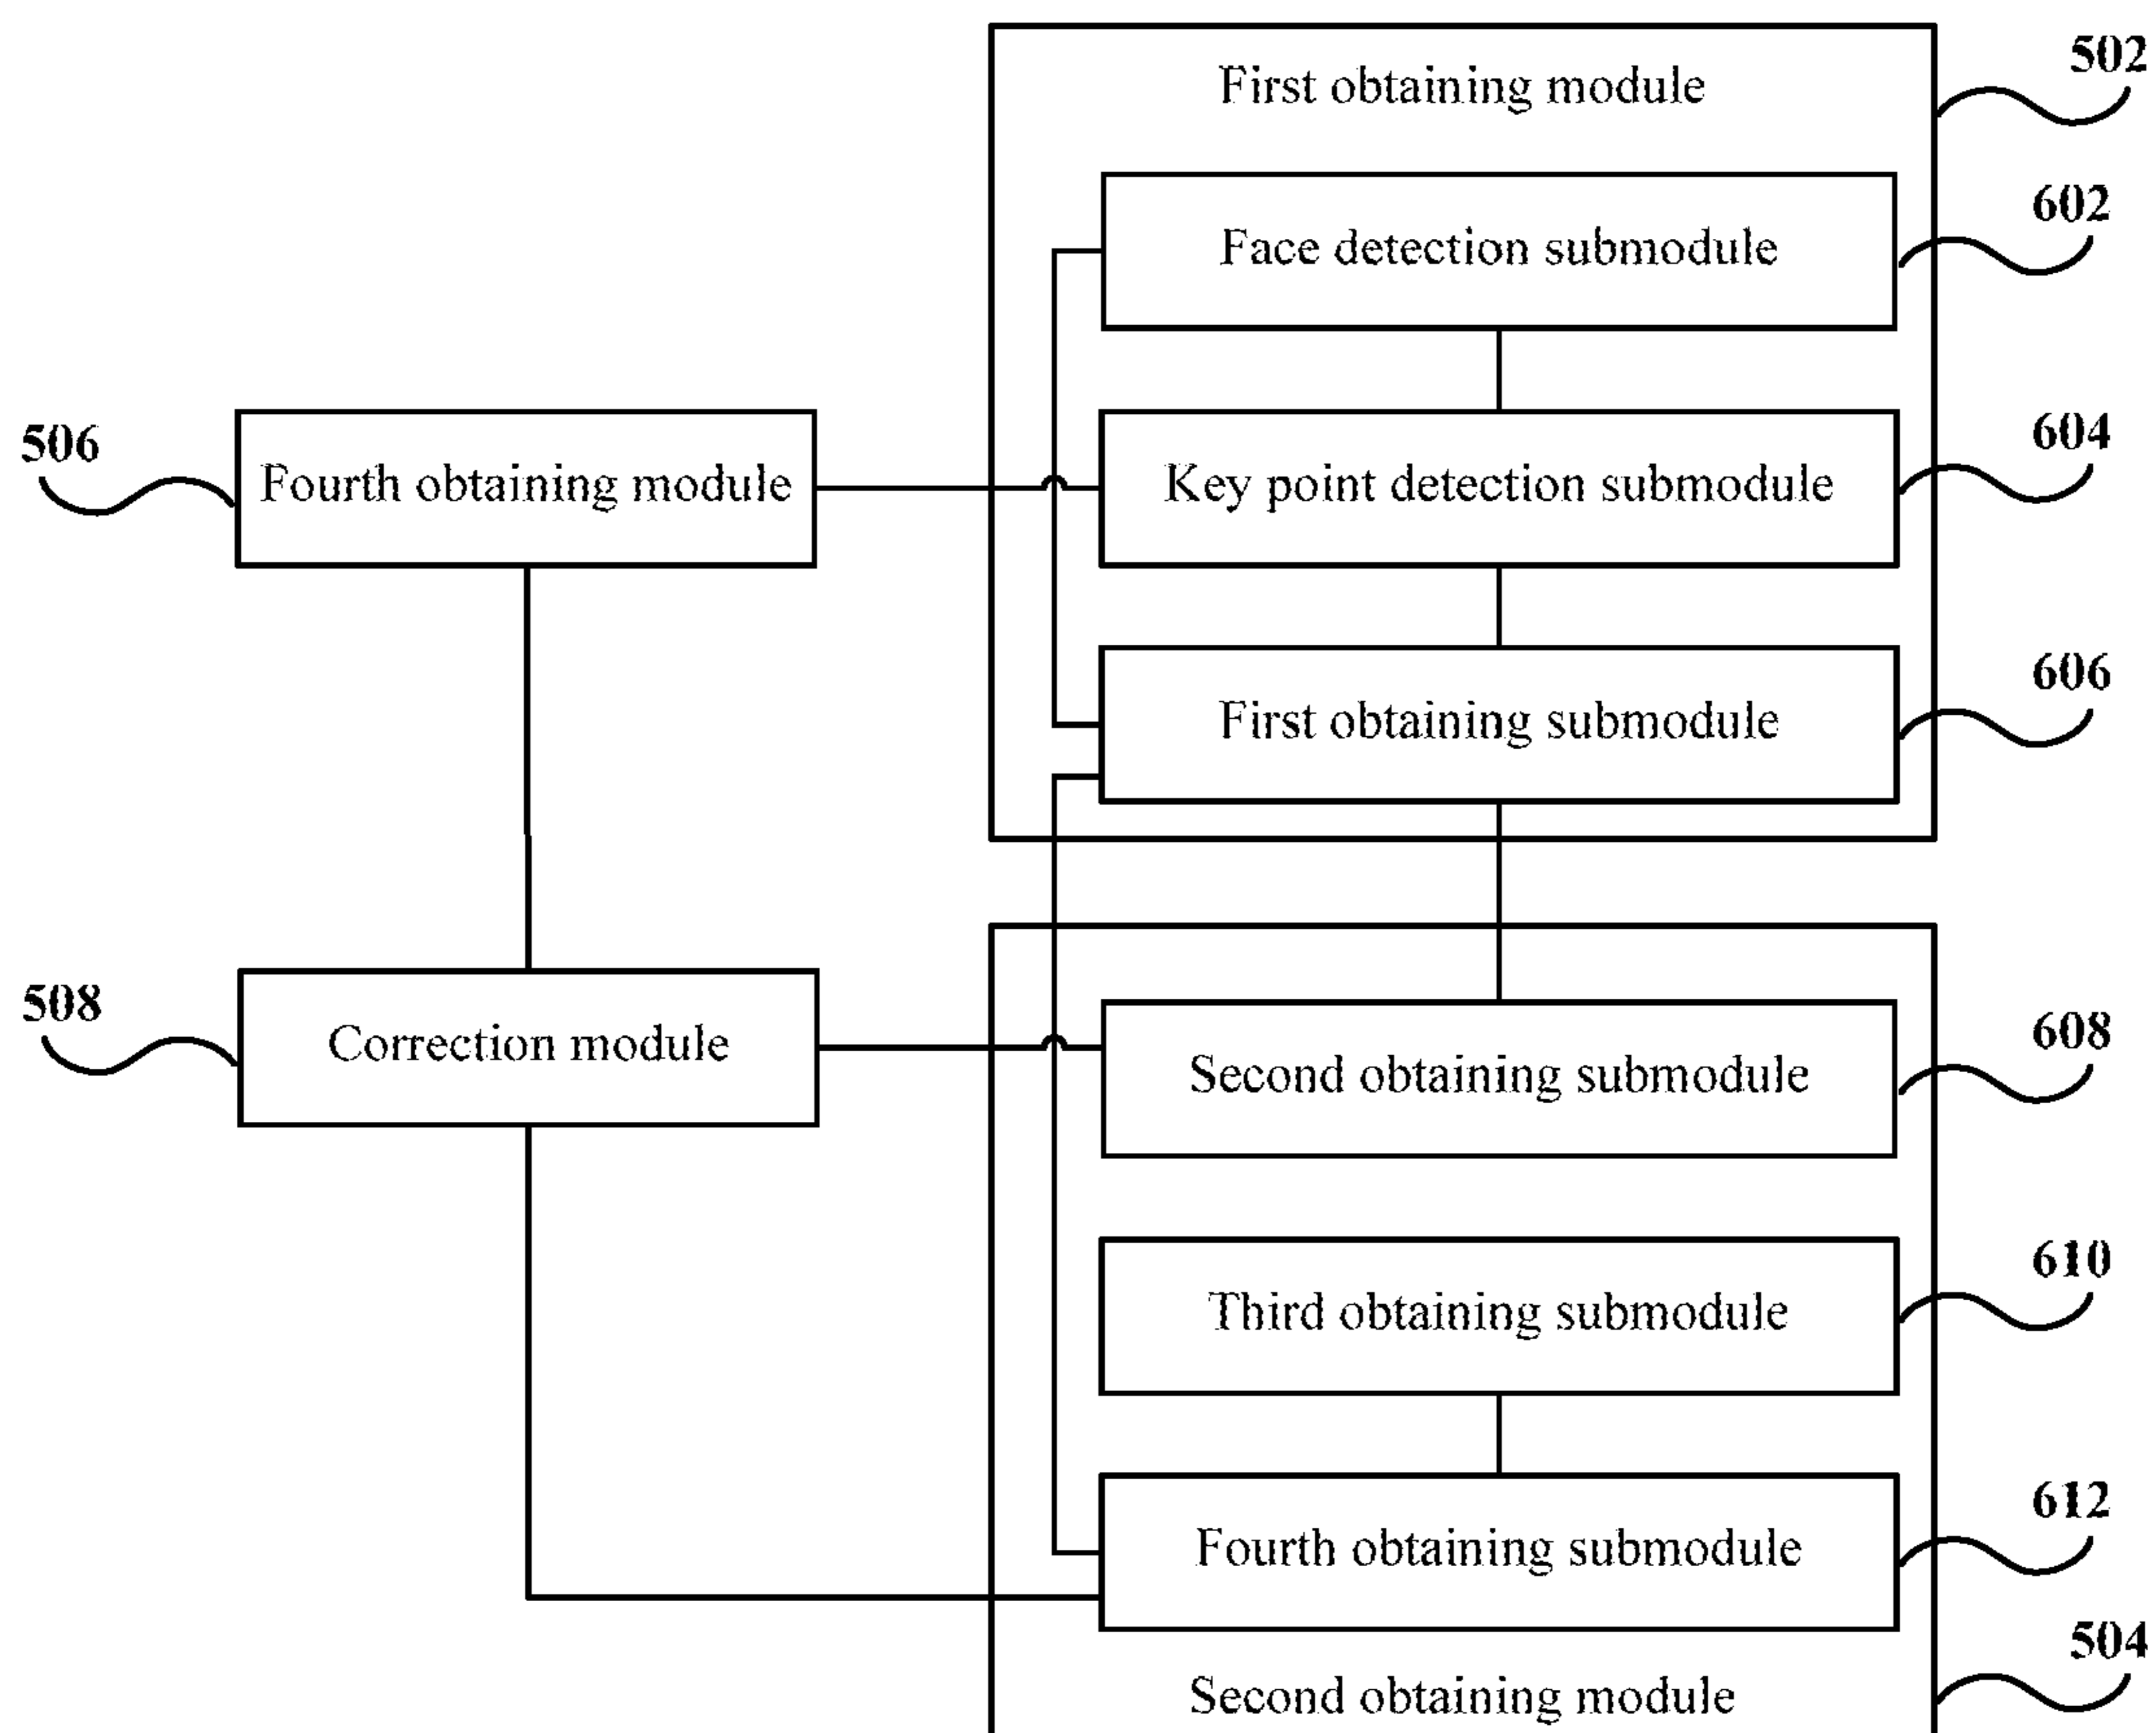 First obtaining module
502
Face detection submodule
602
506
Fourth obtaining module
Key point detection submodule
604
First obtaining submodule
606
508
Correction module
Second obtaining submodule
608
Third obtaining submodule
610
Fourth obtaining submodule
612
Second obtaining module
504